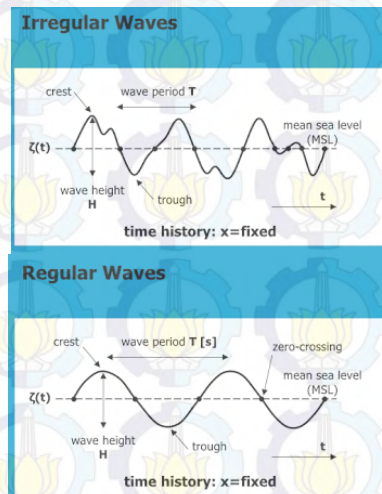 Irregular Waves
crest
wave period T
mean sea level
(MSL)
ζ(t)
wave height
H
trough
t
time history: x=fixed
Regular Waves
crest
wave period T [s]
zero-crossing
mean sea level
(MSL)
ζ(t)
wave height
H
trough
t
time history: x=fixed